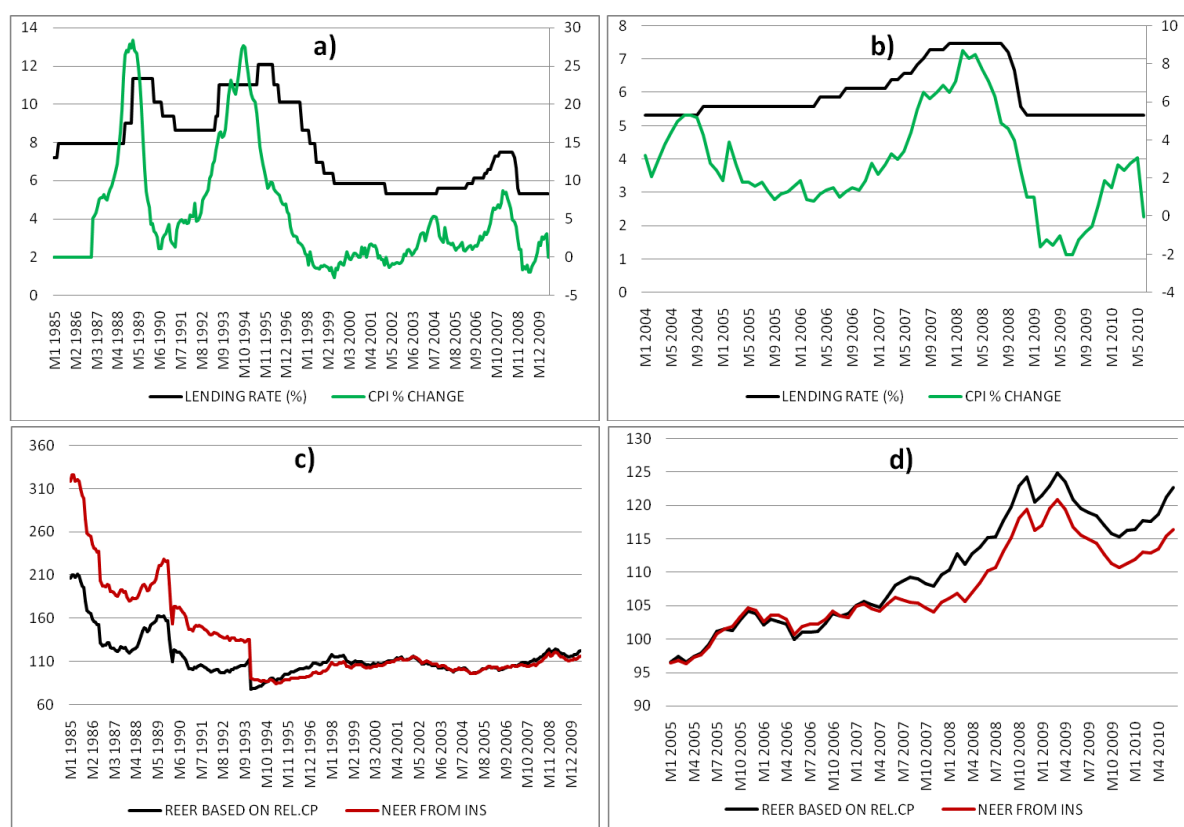 a)
14
12
10
8
6
4
2
0
30
25
20
15
10
5
0
-5
M1 1985
M2 1986
M3 1987
M4 1988
M5 1989
M6 1990
M7 1991
M8 1992
M9 1993
M10 1994
M11 1995
M12 1996
M1 1998
M2 1999
M3 2000
M4 2001
M5 2002
M6 2003
M7 2004
M8 2005
M9 2006
M10 2007
M11 2008
M12 2009
LENDING RATE (%)
CPI % CHANGE
b)
8
7
6
5
4
3
2
1
0
10
8
6
4
2
0
-2
-4
M1 2004
M5 2004
M9 2004
M1 2005
M5 2005
M9 2005
M1 2006
M5 2006
M9 2006
M1 2007
M5 2007
M9 2007
M1 2008
M5 2008
M9 2008
M1 2009
M5 2009
M9 2009
M1 2010
M5 2010
LENDING RATE (%)
CPI % CHANGE
c)
360
310
260
210
160
110
60
M1 1985
M2 1986
M3 1987
M4 1988
M5 1989
M6 1990
M7 1991
M8 1992
M9 1993
M10 1994
M11 1995
M12 1996
M1 1998
M2 1999
M3 2000
M4 2001
M5 2002
M6 2003
M7 2004
M8 2005
M9 2006
M10 2007
M11 2008
M12 2009
REER BASED ON REL.CP
NEER FROM INS
d)
130
125
120
115
110
105
100
95
90
M1 2005
M4 2005
M7 2005
M10 2005
M1 2006
M4 2006
M7 2006
M10 2006
M1 2007
M4 2007
M7 2007
M10 2007
M1 2008
M4 2008
M7 2008
M10 2008
M1 2009
M4 2009
M7 2009
M10 2009
M1 2010
M4 2010
REER BASED ON REL.CP
NEER FROM INS